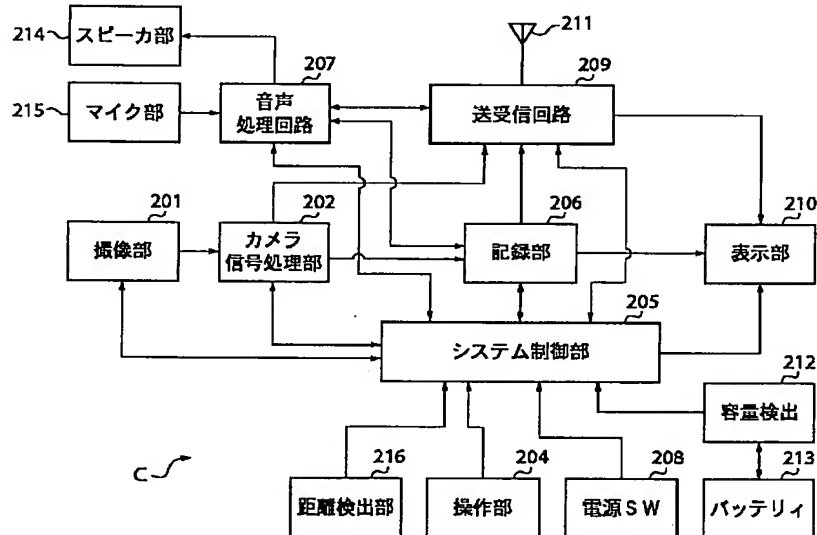 214
スピーカ部
215
マイク部
207
音声
処理回路
211
209
送受信回路
201
撮像部
202
カメラ
信号処理部
206
記録部
210
表示部
205
システム制御部
212
容量検出
C
216
距離検出部
204
操作部
208
電源SW
213
バッテリィ